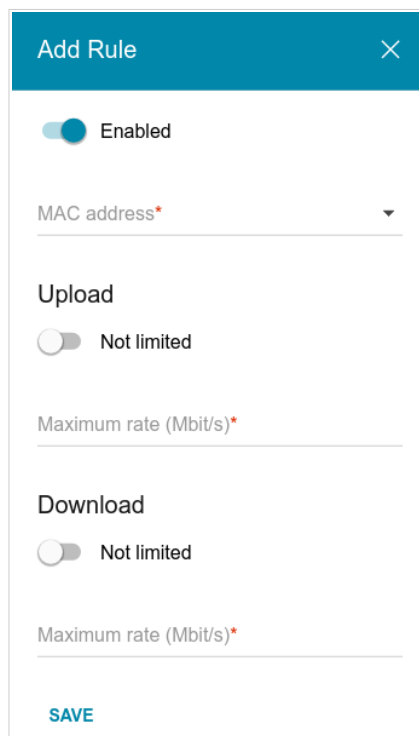 Add Rule
Enabled
MAC address*
Upload
Not limited
Maximum rate (Mbit/s)*
Download
Not limited
Maximum rate (Mbit/s)*
SAVE